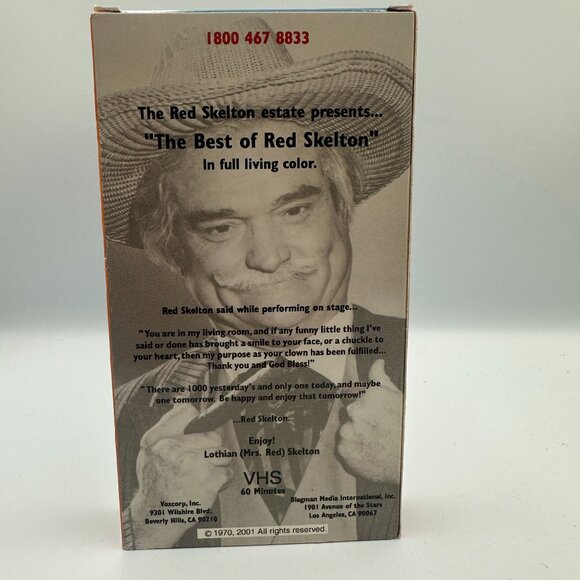 1800 467 8833
The Red Skelton estate presents...
"The Best of Red Skelton"
In full living color.
Red Skelton said while performing on stage...
"You are in my living room, and if any funny little thing I've
said or done has brought a smile to your face, or a chuckle to
your heart, then my purpose as your clown has been fulfilled...
Thank you and God Bless!"
"There are 1000 yesterday's and only one today, and maybe
one tomorrow. Be happy and enjoy that tomorrow!"
...Red Skelton.
Enjoy!
Lothian (Mrs. Red) Skelton
VHS
60 Minutes
Voxcorp, Inc.
9301 Wilshire Blvd.
Beverly Hills, CA 90210
Blagman Media International, Inc.
1901 Avenue of the Stars
Los Angeles, CA 90067
© 1970, 2001 All rights reserved.